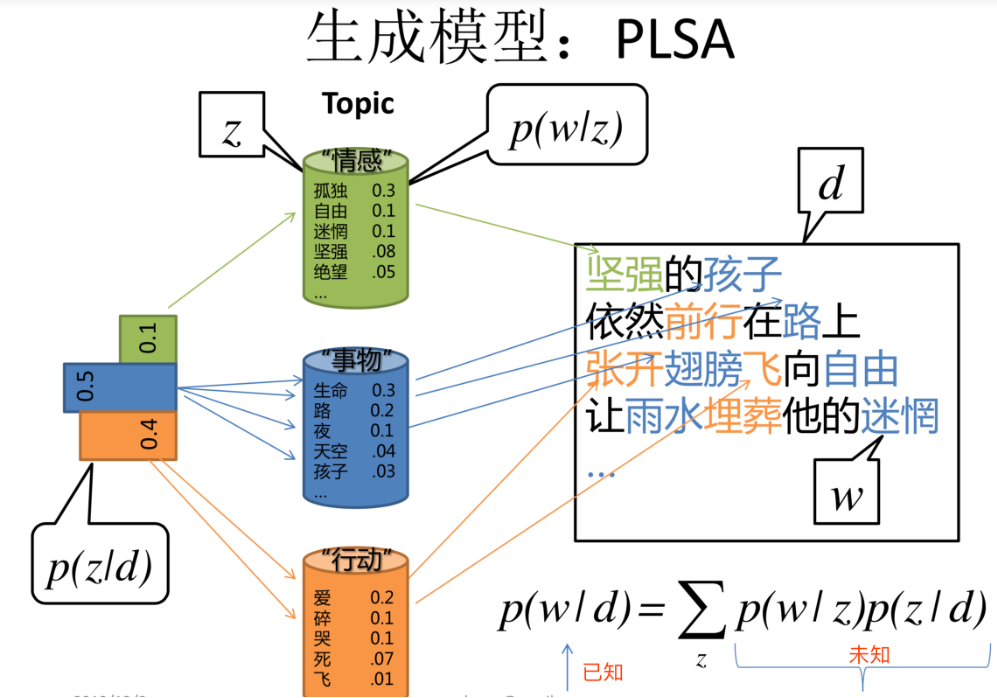 生成模型：PLSA
Topic
z
p(w|z)
“情感”
孤独 0.3
自由 0.1
迷惘 0.1
坚强 .08
绝望 .05
...
d
坚强的孩子
依然前行在路上
张开翅膀飞向自由
让雨水埋葬他的迷惘
...
w
0.1
0.5
0.4
p(z|d)
“事物”
生命 0.3
路 0.2
夜 0.1
天空 .04
孩子 .03
...
“行动”
爱 0.2
碎 0.1
哭 0.1
死 .07
飞 .01
p(w|d)=∑p(w|z)p(z|d)
z
已知
未知